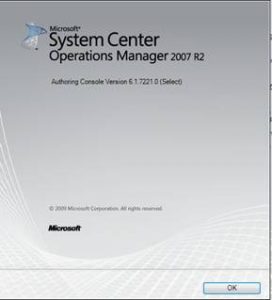 Microsoft®
System Center
Operations Manager 2007 R2
Authoring Console Version 6.1.7221.0 (Select)
© 2009 Microsoft Corporation. All rights reserved.
Microsoft
OK